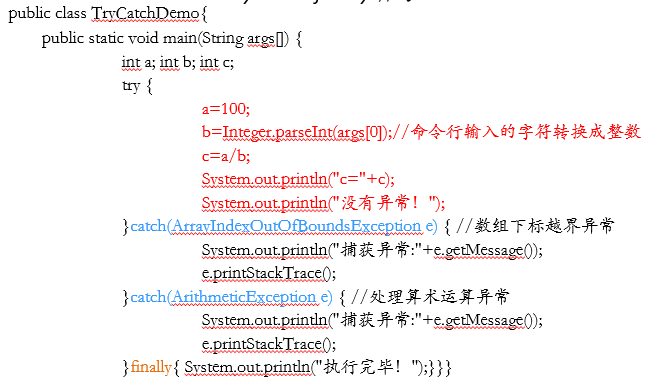 public class TryCatchDemo{
public static void main(String args[]) {
int a; int b; int c;
try {
a=100;
b=Integer.parseInt(args[0]);//命令行输入的字符转换成整数
c=a/b;
System.out.println("c="+c);
System.out.println("没有异常！");
}catch(ArrayIndexOutOfBoundsException e) { //数组下标越界异常
System.out.println("捕获异常:"+e.getMessage());
e.printStackTrace();
}catch(ArithmeticException e) { //处理算术运算异常
System.out.println("捕获异常:"+e.getMessage());
e.printStackTrace();
}finally{ System.out.println("执行完毕！");}}}